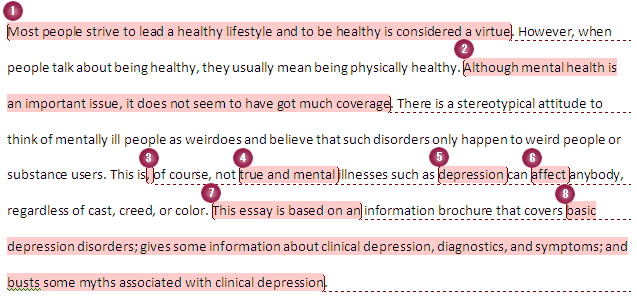 1
Most people strive to lead a healthy lifestyle and to be healthy is considered a virtue. However, when
2
people talk about being healthy, they usually mean being physically healthy. Although mental health is
an important issue, it does not seem to have got much coverage. There is a stereotypical attitude to
think of mentally ill people as weirdoes and believe that such disorders only happen to weird people or
3 4 5 6
substance users. This is, of course, not true and mental illnesses such as depression can affect anybody,
7 8
regardless of cast, creed, or color. This essay is based on an information brochure that covers basic
depression disorders; gives some information about clinical depression, diagnostics, and symptoms; and
busts some myths associated with clinical depression.